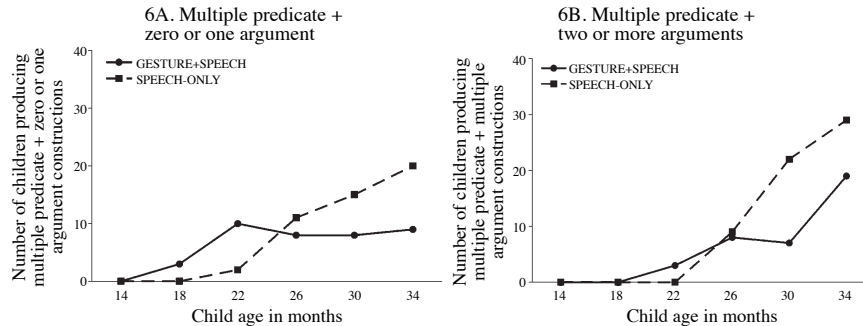 6A. Multiple predicate +
zero or one argument
Number of children producing
multiple predicate + zero or one
argument constructions
40
30
20
10
0
GESTURE+SPEECH
SPEECH-ONLY
14 18 22 26 30 34
Child age in months
6B. Multiple predicate +
two or more arguments
Number of children producing
multiple predicate + multiple
argument constructions
40
30
20
10
0
GESTURE+SPEECH
SPEECH-ONLY
14 18 22 26 30 34
Child age in months